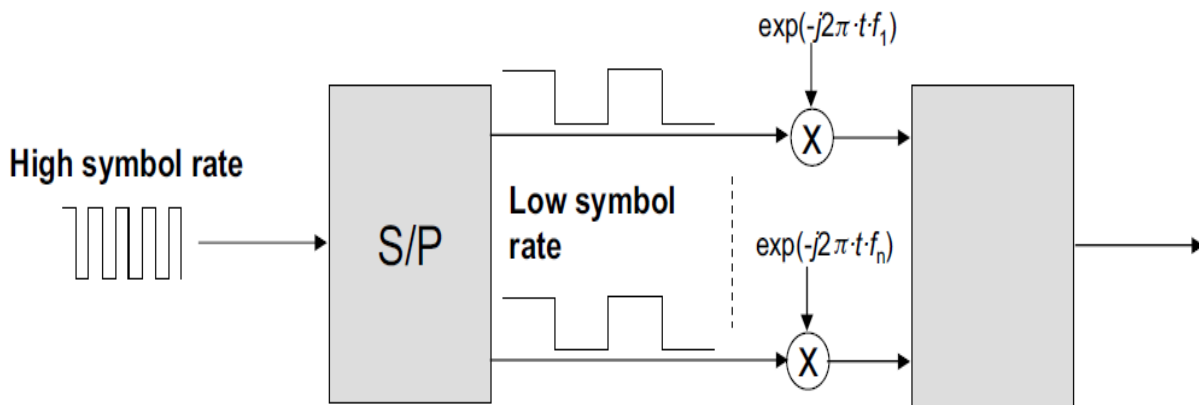 exp(-j2π·t·f₁)
High symbol rate
X
S/P
Low symbol
rate
exp(-j2π·t·fₙ)
X